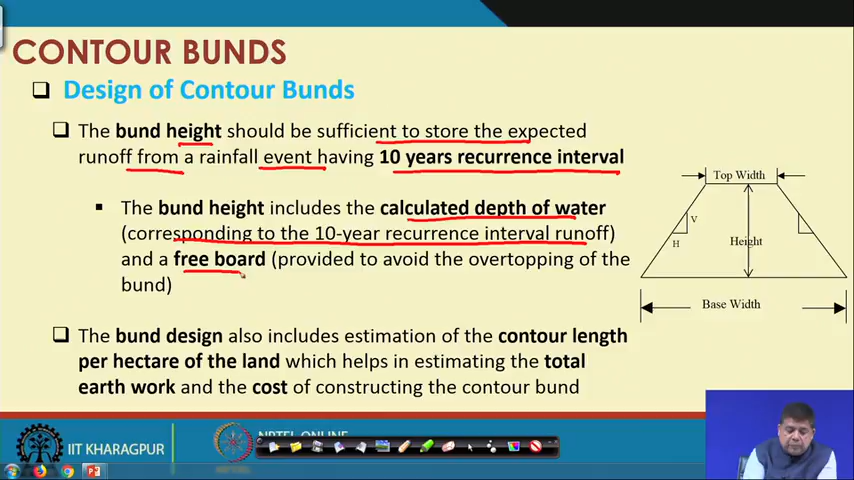 CONTOUR BUNDS
Design of Contour Bunds
The bund height should be sufficient to store the expected
runoff from a rainfall event having 10 years recurrence interval
The bund height includes the calculated depth of water
(corresponding to the 10-year recurrence interval runoff)
and a free board (provided to avoid the overtopping of the
bund)
The bund design also includes estimation of the contour length
per hectare of the land which helps in estimating the total
earth work and the cost of constructing the contour bund
Top Width
V
H
Height
Base Width
IIT KHARAGPUR
NPTEL ONLINE